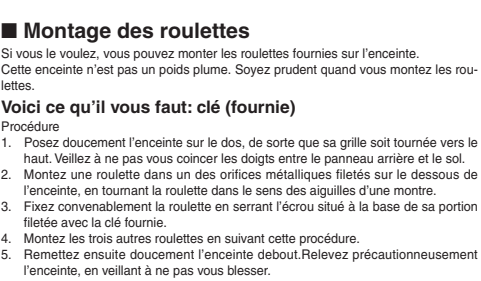 ■ Montage des roulettes
Si vous le voulez, vous pouvez monter les roulettes fournies sur l'enceinte.
Cette enceinte n'est pas un poids plume. Soyez prudent quand vous montez les rou-
lettes.
Voici ce qu'il vous faut: clé (fournie)
Procédure
1. Posez doucement l'enceinte sur le dos, de sorte que sa grille soit tournée vers le
haut. Veillez à ne pas vous coincer les doigts entre le panneau arrière et le sol.
2. Montez une roulette dans un des orifices métalliques filetés sur le dessous de
l'enceinte, en tournant la roulette dans le sens des aiguilles d'une montre.
3. Fixez convenablement la roulette en serrant l'écrou situé à la base de sa portion
filetée avec la clé fournie.
4. Montez les trois autres roulettes en suivant cette procédure.
5. Remettez ensuite doucement l'enceinte debout.Relevez précautionneusement
l'enceinte, en veillant à ne pas vous blesser.